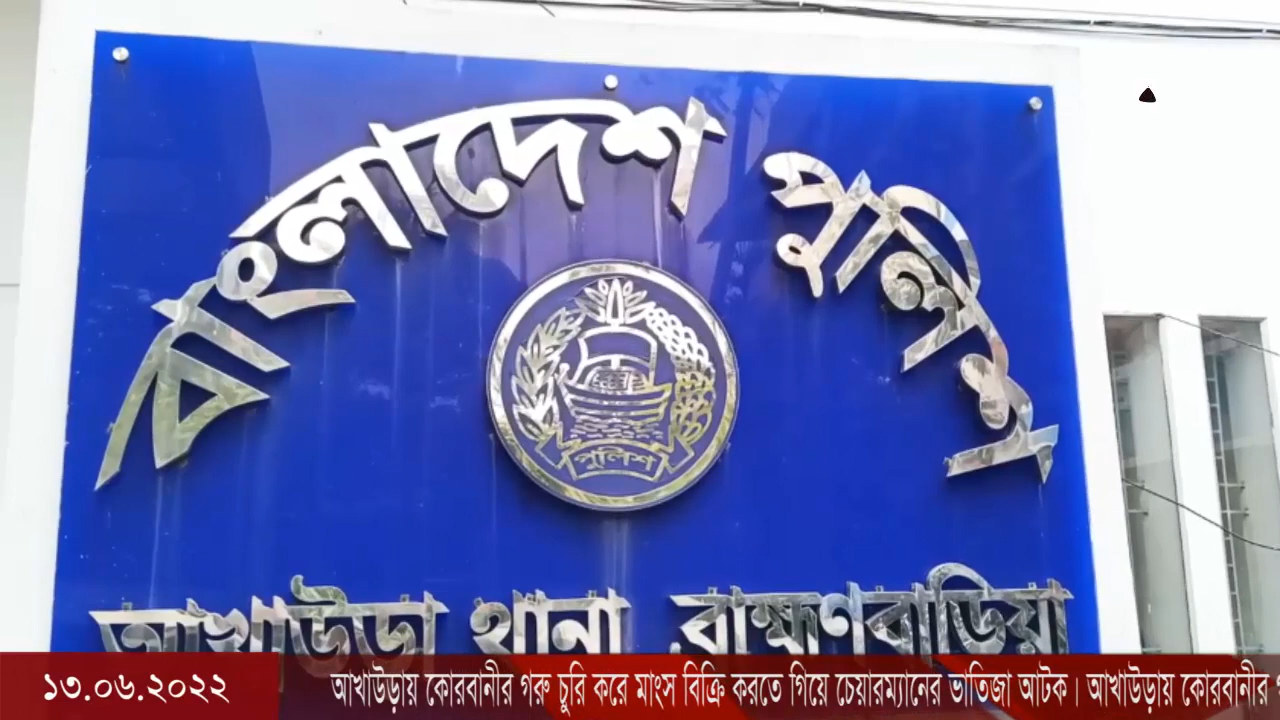 বাংলাদেশ পুলিশ
পুলিশ
আখাউড়া থানা ব্রাহ্মণবাড়িয়া
১৩.০৬.২০২২
আখাউড়ায় কোরবানীর গরু চুরি করে মাংস বিক্রি করতে গিয়ে চেয়ারম্যানের ভাতিজা আটক। আখাউড়ায় কোরবানীর